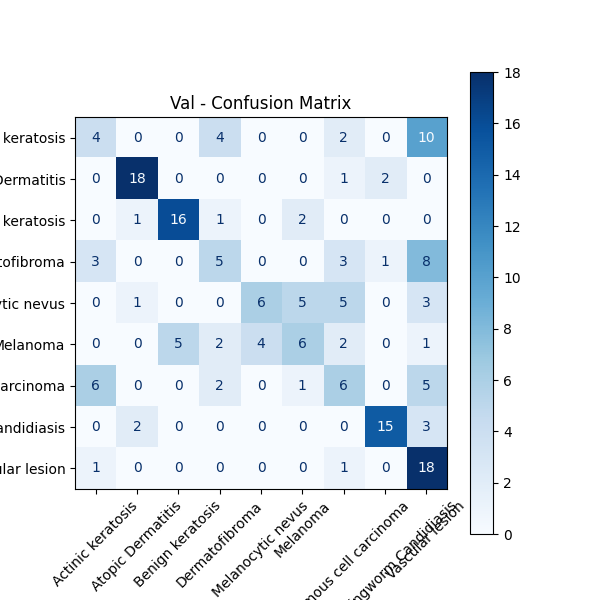 Val - Confusion Matrix
keratosis 4 0 0 4 0 0 2 0 10
Dermatitis 0 18 0 0 0 0 1 2 0
keratosis 0 1 16 1 0 2 0 0 0
tofibroma 3 0 0 5 0 0 3 1 8
ytic nevus 0 1 0 0 6 5 5 0 3
Melanoma 0 0 5 2 4 6 2 0 1
arcinoma 6 0 0 2 0 1 6 0 5
andidiasis 0 2 0 0 0 0 0 15 3
ular lesion 1 0 0 0 0 0 1 0 18
Actinic keratosis
Atopic Dermatitis
Benign keratosis
Dermatofibroma
Melanocytic nevus
Melanoma
mous cell carcinoma
ingworm Candidiasis
Vascular lesion
18
16
14
12
10
8
6
4
2
0